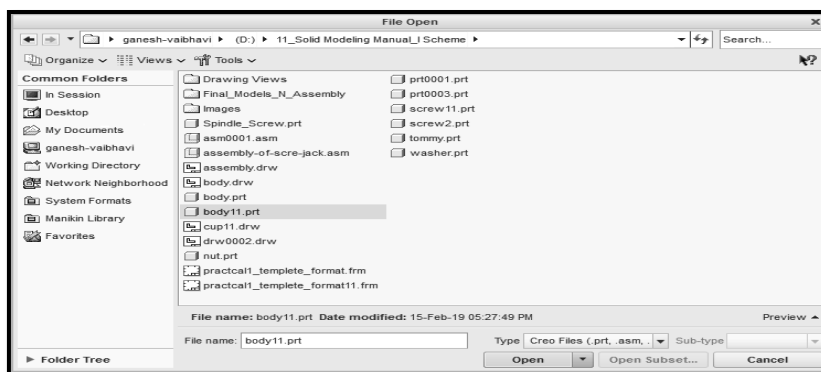 File Open
ganesh-vaibhavi (D:) 11_Solid Modeling Manual_I Scheme Search...
Organize Views Tools
Common Folders
In Session
Desktop
My Documents
ganesh-vaibhavi
Working Directory
Network Neighborhood
System Formats
Manikin Library
Favorites
Folder Tree
Drawing Views
Final_Models_N_Assembly
Images
Spindle_Screw.prt
asm0001.asm
assembly-of-scre-jack.asm
assembly.drw
body.drw
body.prt
body11.prt
cup11.drw
drw0002.drw
nut.prt
practcal1_templete_format.frm
practcal1_templete_format11.frm
prt0001.prt
prt0003.prt
screw11.prt
screw2.prt
tommy.prt
washer.prt
File name: body11.prt Date modified: 15-Feb-19 05:27:49 PM Preview
File name: body11.prt Type Creo Files (.prt, .asm, . Sub-type
Open Open Subset... Cancel